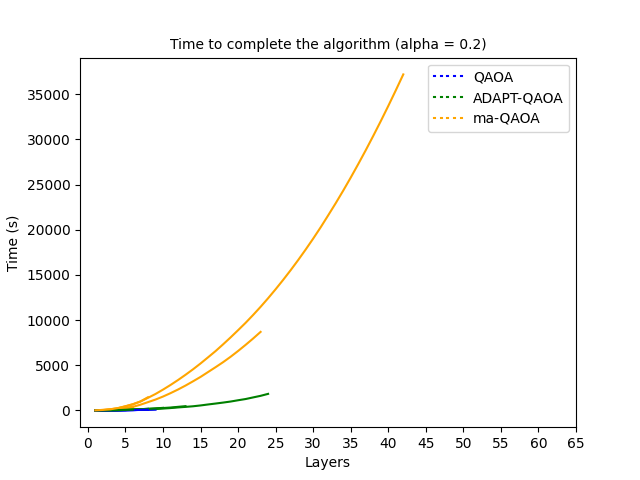 Time to complete the algorithm (alpha = 0.2)
QAOA
ADAPT-QAOA
ma-QAOA
35000
30000
25000
20000
15000
10000
5000
0
Time (s)
0 5 10 15 20 25 30 35 40 45 50 55 60 65
Layers